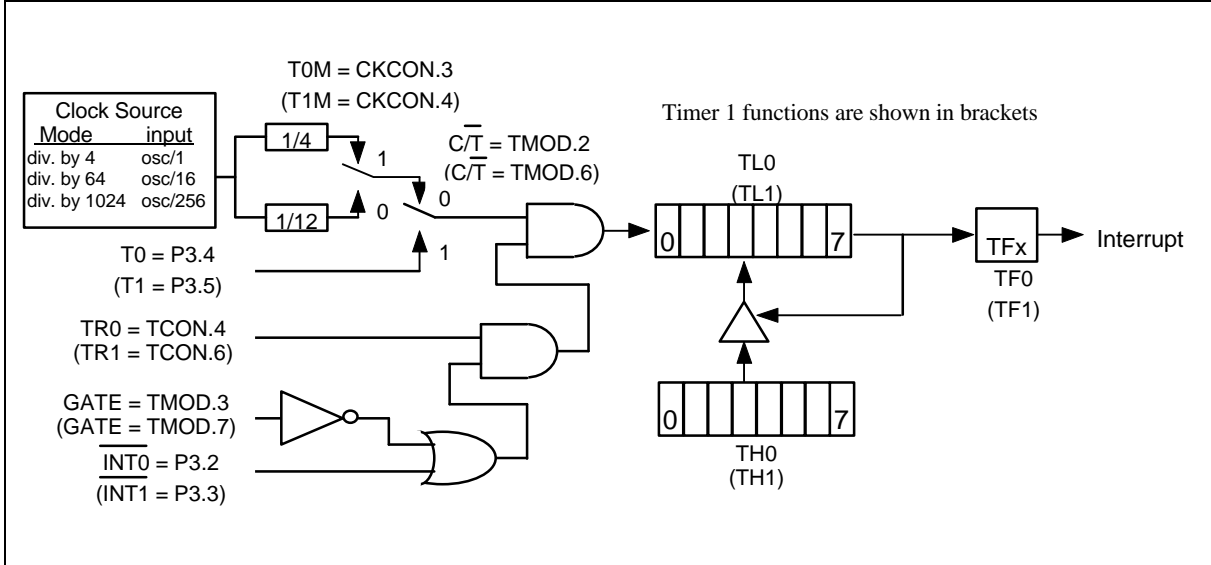 T0M = CKCON.3
(T1M = CKCON.4)
Clock Source
Mode input
div. by 4 osc/1
div. by 64 osc/16
div. by 1024 osc/256
1/4
1/12
1
0
C/T = TMOD.2
(C/T = TMOD.6)
0
1
Timer 1 functions are shown in brackets
TL0
(TL1)
0 7
TFx
Interrupt
TF0
(TF1)
T0 = P3.4
(T1 = P3.5)
TR0 = TCON.4
(TR1 = TCON.6)
GATE = TMOD.3
(GATE = TMOD.7)
INT0 = P3.2
(INT1 = P3.3)
0 7
TH0
(TH1)